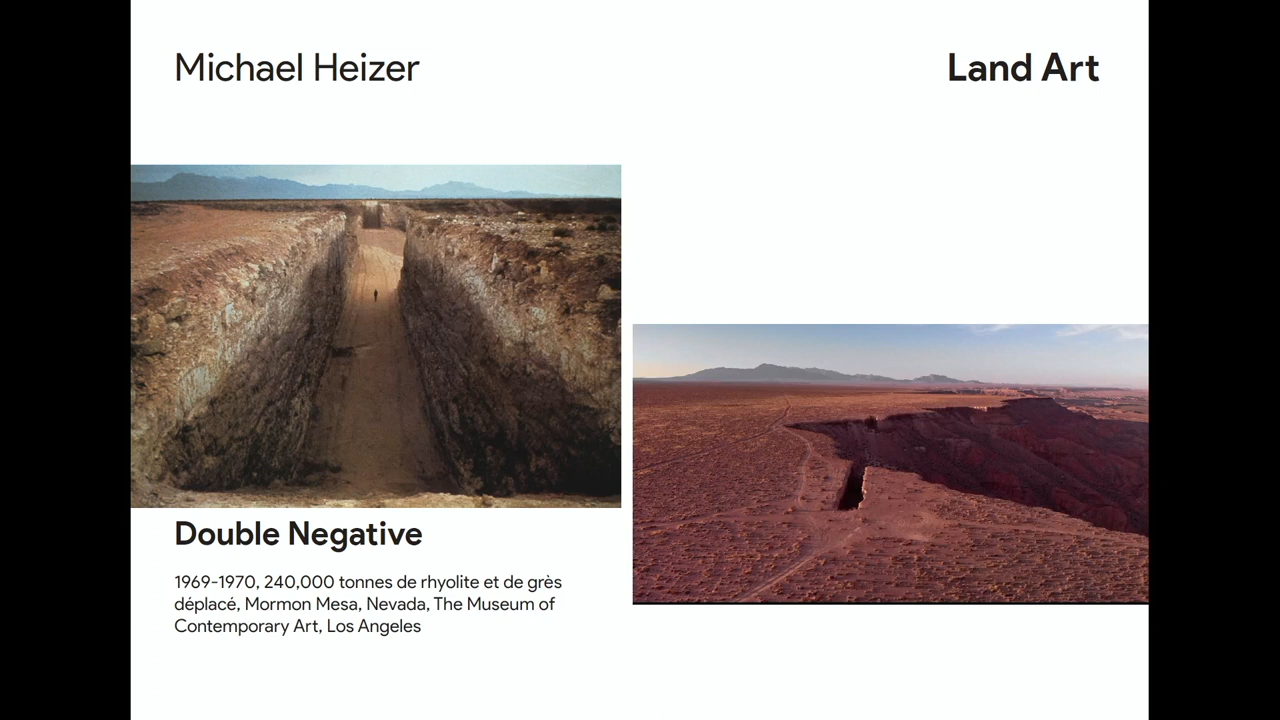 Michael Heizer
Land Art
Double Negative
1969-1970, 240,000 tonnes de rhyolite et de grès
déplacé, Mormon Mesa, Nevada, The Museum of
Contemporary Art, Los Angeles